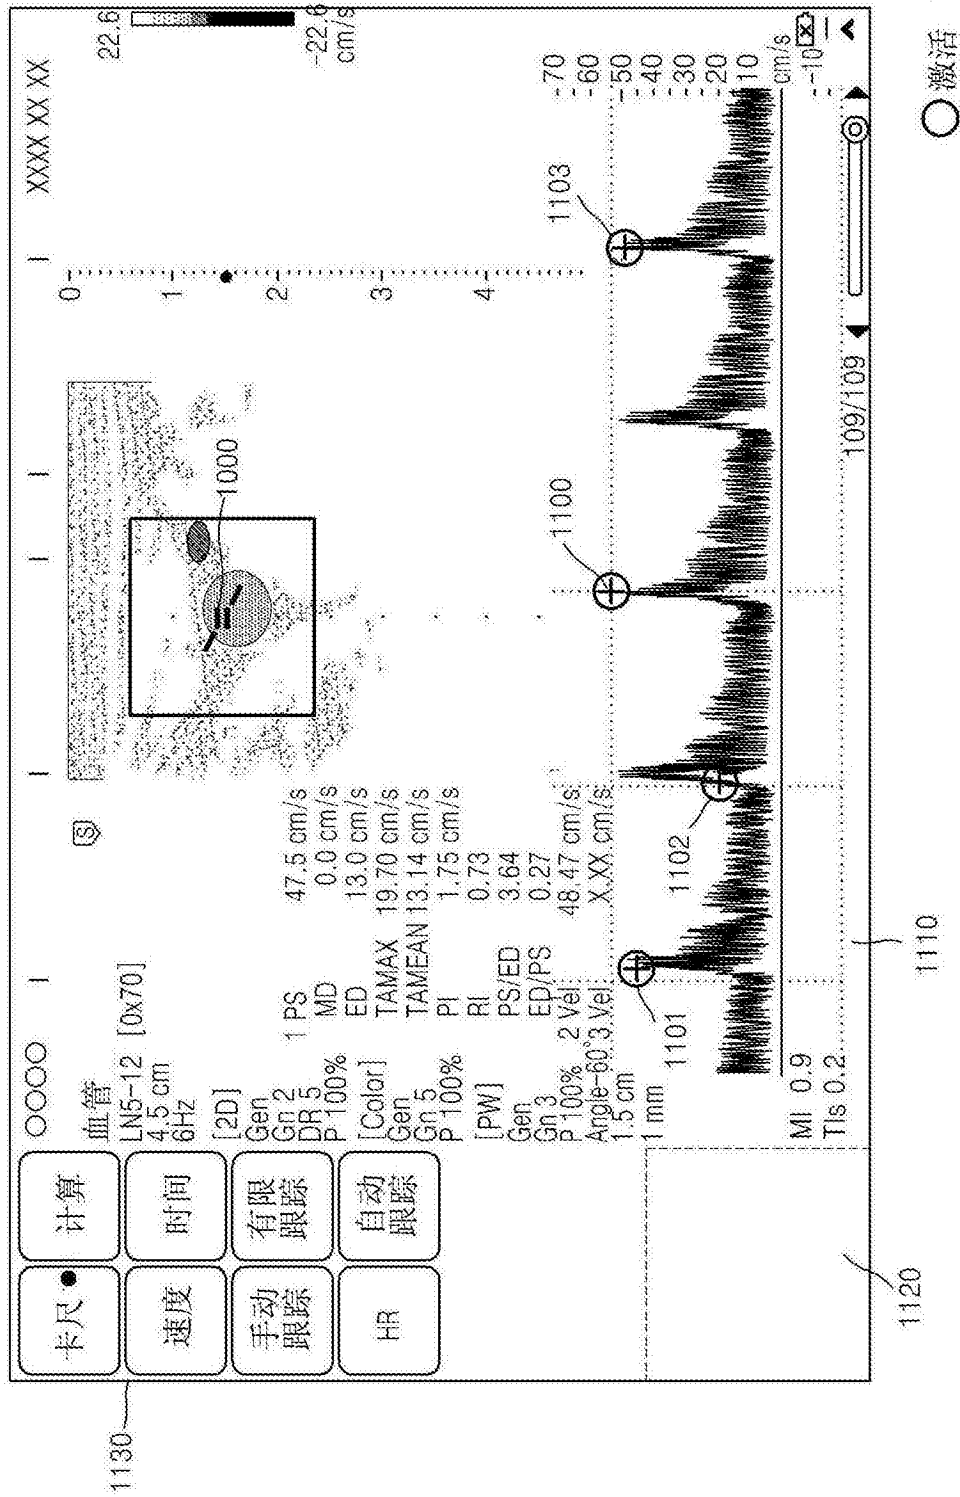 ○○○○
XXXX XX XX
22.6
-22.6
cm/s
卡尺
计算
速度
时间
手动
跟踪
有限
跟踪
HR
自动
跟踪
血管
LN5-12 [0x70]
4.5 cm
6Hz
[2D]
Gen
Gn 2
DR 5
P 100%
[Color]
Gen
Gn 5
P 100%
[PW]
Gen
Gn 3
P 100%
Angle-60°
1.5 cm
1 mm
MI 0.9
TIs 0.2
S
1 PS 47.5 cm/s
MD 0.0 cm/s
ED 13.0 cm/s
TAMAX 19.70 cm/s
TAMEAN 13.14 cm/s
PI 1.75 cm/s
RI 0.73
PS/ED 3.64
ED/PS 0.27
2 Vel 48.47 cm/s
3 Vel X.XX cm/s
0
1
2
3
4
1000
1100
1101
1102
1103
-70
-60
-50
-40
-30
-20
10
cm/s
-10
109/109
1110
1120
1130
激活